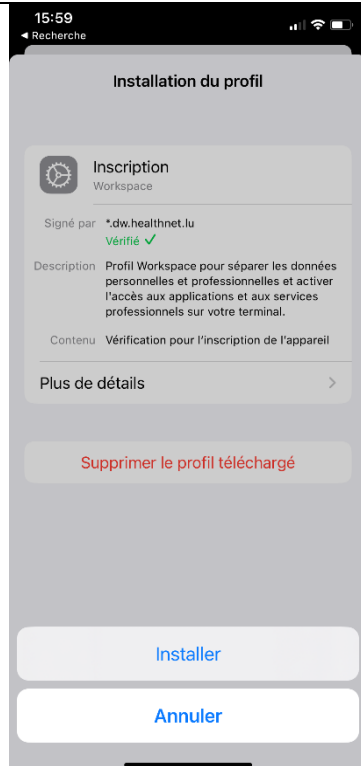 15:59
◀ Recherche
Installation du profil
Inscription
Workspace
Signé par *.dw.healthnet.lu
Vérifié ✓
Description Profil Workspace pour séparer les données
personnelles et professionnelles et activer
l'accès aux applications et aux services
professionnels sur votre terminal.
Contenu Vérification pour l'inscription de l'appareil
Plus de détails
Supprimer le profil téléchargé
Installer
Annuler